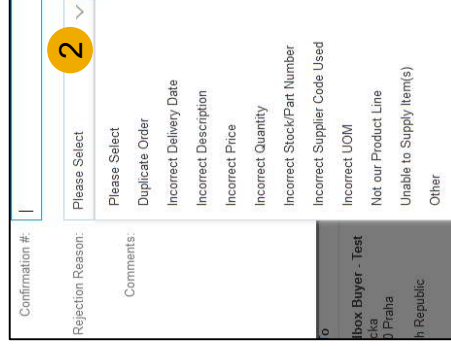 Confirmation #:
Rejection Reason:
Please Select
2
Comments:
Please Select
Duplicate Order
Incorrect Delivery Date
Incorrect Description
Incorrect Price
Incorrect Quantity
Incorrect Stock/Part Number
Incorrect Supplier Code Used
Incorrect UOM
Not our Product Line
Unable to Supply Item(s)
Other
lbox Buyer - Test
cka
0 Praha
h Republic